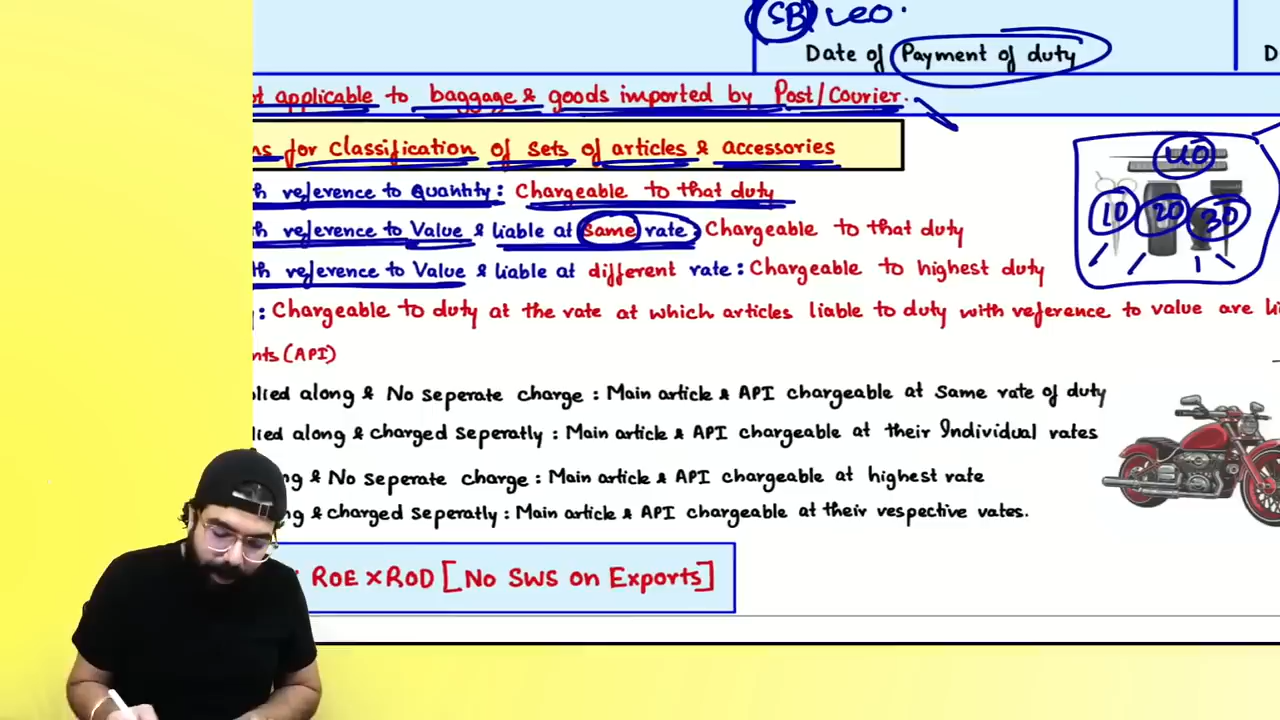 SB LEO.
Date of Payment of duty
applicable to baggage & goods imported by Post/Courier.
for classification of sets of articles & accessories
reference to Quantity: Chargeable to that duty
reference to Value & liable at same rate: Chargeable to that duty
reference to Value & liable at different rate: Chargeable to highest duty
: Chargeable to duty at the rate at which articles liable to duty with reference to value are
(API)
along & No seperate charge : Main article & API chargeable at Same rate of duty
along & charged Seperatly : Main article & API chargeable at their Individual rates
& No seperate charge : Main article & API chargeable at highest rate
& charged Seperatly : Main article & API chargeable at their respective rates.
ROE × ROD [No SWS on Exports]
40
10 20 30